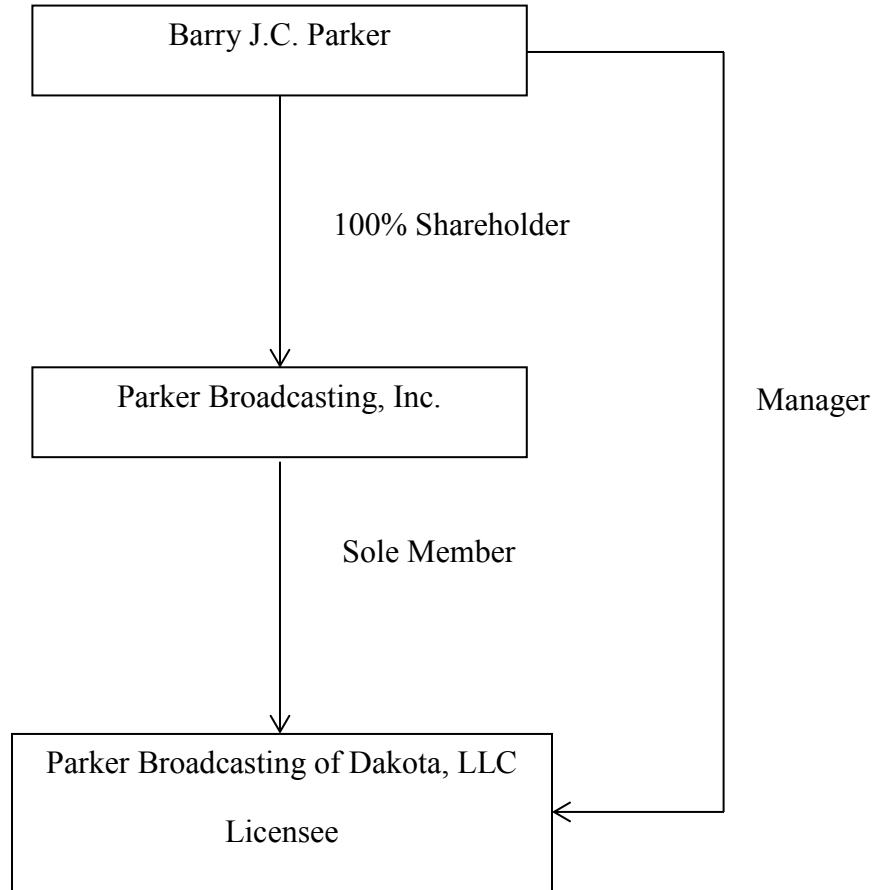 Barry J.C. Parker
100% Shareholder
Parker Broadcasting, Inc.
Manager
Sole Member
Parker Broadcasting of Dakota, LLC
Licensee